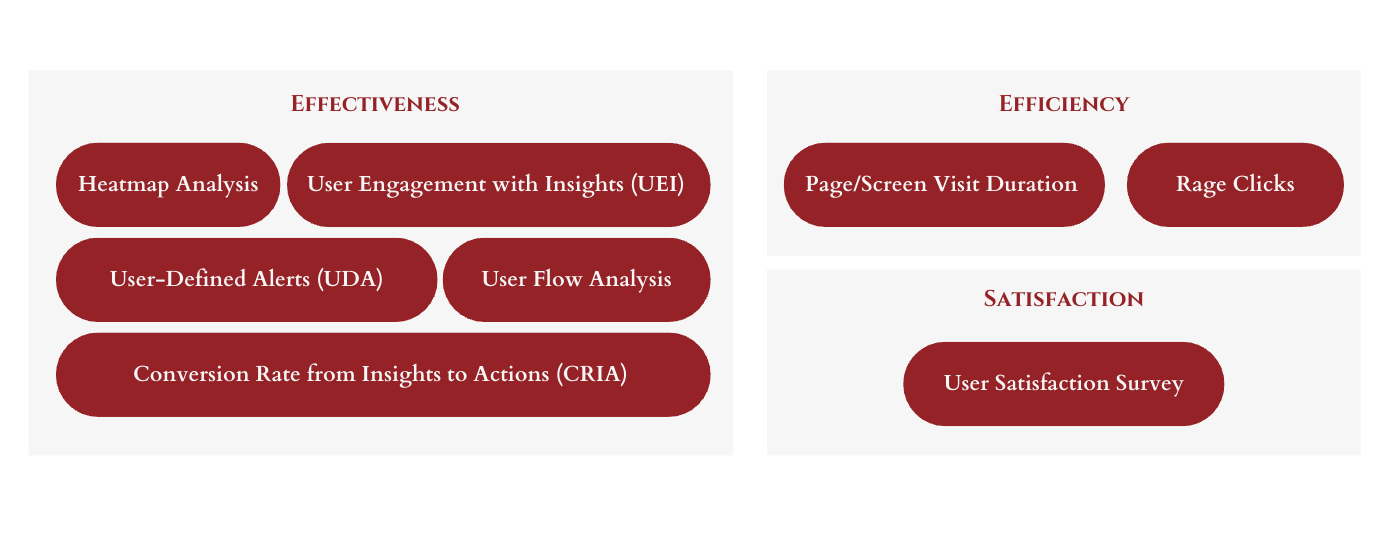 Effectiveness
Heatmap Analysis
User Engagement with Insights (UEI)
User-Defined Alerts (UDA)
User Flow Analysis
Conversion Rate from Insights to Actions (CRIA)
Efficiency
Page/Screen Visit Duration
Rage Clicks
Satisfaction
User Satisfaction Survey